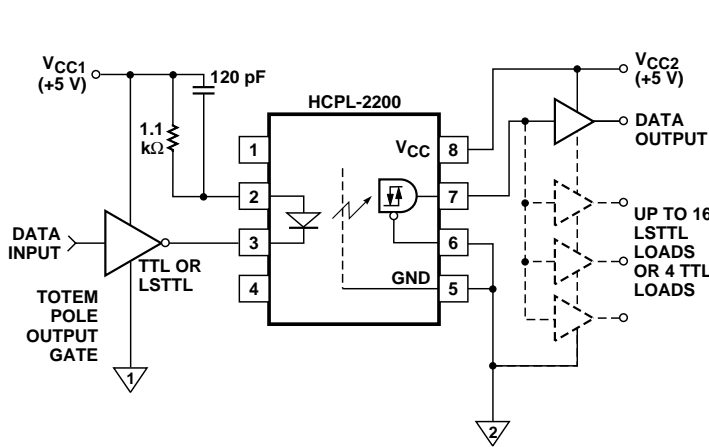 VCC1
(+5 V)
120 pF
1.1
kΩ
HCPL-2200
VCC2
(+5 V)
1
VCC
8
DATA
OUTPUT
2
7
DATA
INPUT
3
6
TTL OR
LSTTL
4
GND
5
UP TO 16
LSTTL
LOADS
OR 4 TTL
LOADS
TOTEM
POLE
OUTPUT
GATE
1
2